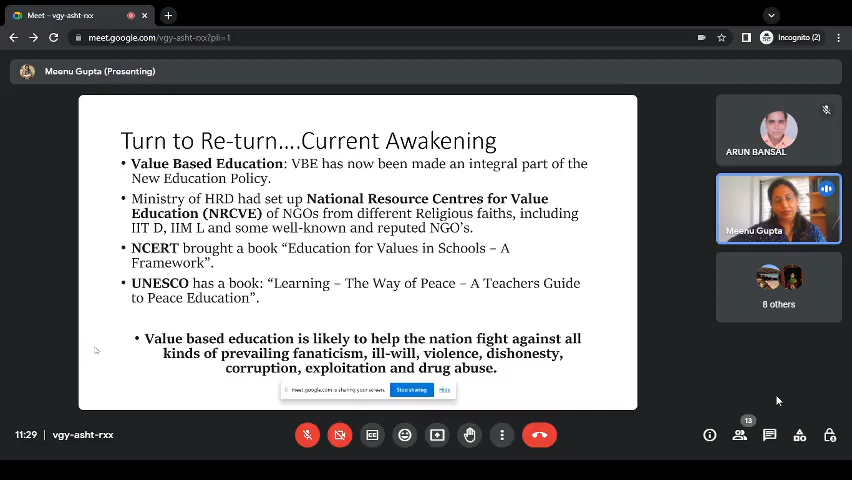 Meet – vgy-asht-rxx
meet.google.com/vgy-asht-rxx?pli=1
Incognito (2)
Meenu Gupta (Presenting)
Turn to Re-turn….Current Awakening
• Value Based Education: VBE has now been made an integral part of the
New Education Policy.
• Ministry of HRD had set up National Resource Centres for Value
Education (NRCVE) of NGOs from different Religious faiths, including
IIT D, IIM L and some well-known and reputed NGO’s.
• NCERT brought a book “Education for Values in Schools – A
Framework”.
• UNESCO has a book: “Learning – The Way of Peace – A Teachers Guide
to Peace Education”.
• Value based education is likely to help the nation fight against all
kinds of prevailing fanaticism, ill-will, violence, dishonesty,
corruption, exploitation and drug abuse.
meet.google.com is sharing your screen.
Stop sharing
Hide
ARUN BANSAL
Meenu Gupta
8 others
11:29
vgy-asht-rxx
13